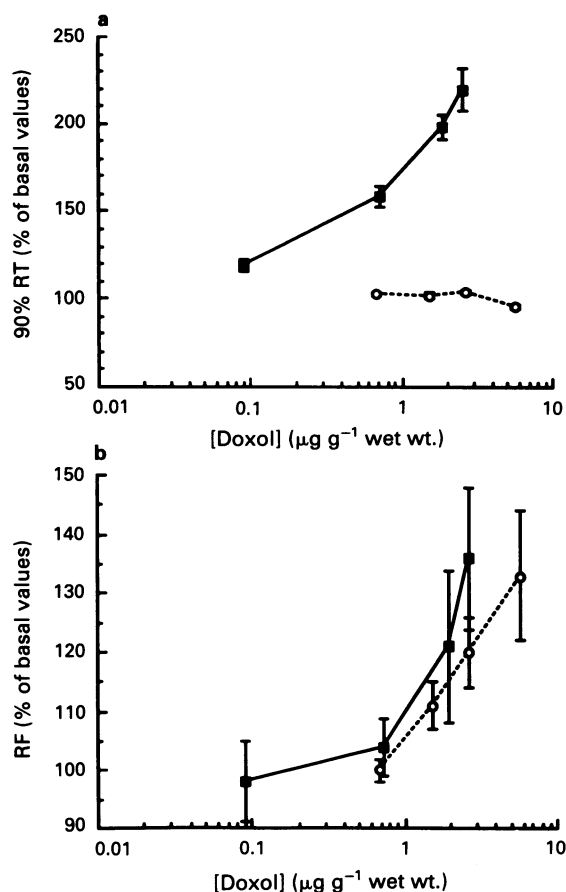 a
250
200
150
100
50
90% RT (% of basal values)
0.01 0.1 1 10
[Doxol] (μg g⁻¹ wet wt.)
b
150
140
130
120
110
100
90
RF (% of basal values)
0.01 0.1 1 10
[Doxol] (μg g⁻¹ wet wt.)